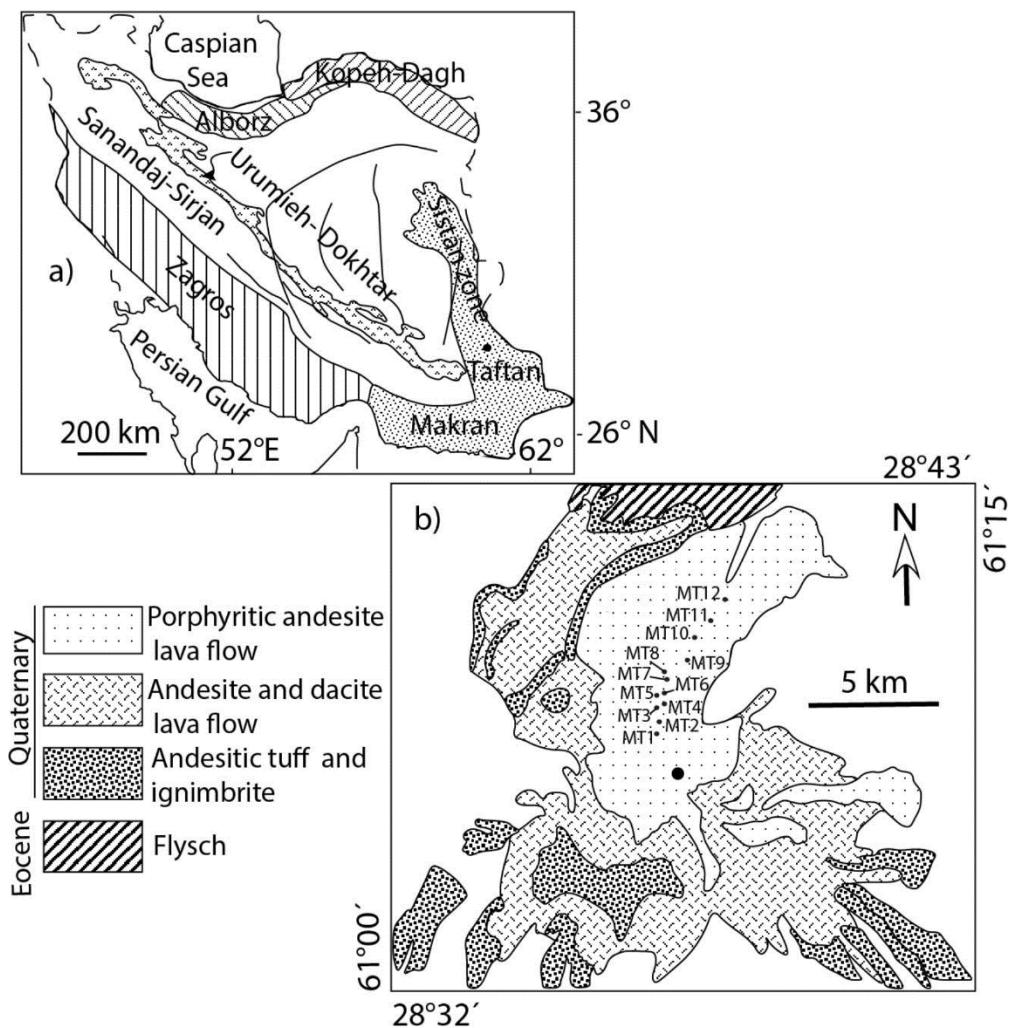 Caspian
Sea
Kopeh-Dagh
36°
Alborz
Sanandaj-Sirjan
Urumieh-Dokhtar
Sistan zone
a)
Zagros
Persian Gulf
Taftan
Makran
200 km
52°E
62°
26° N
28°43´
b)
N
61°15´
MT12
MT11
MT10
MT8
MT9
MT7
MT6
MT5
MT4
MT3
MT2
MT1
5 km
Quaternary
Porphyritic andesite
lava flow
Andesite and dacite
lava flow
Andesitic tuff and
ignimbrite
Eocene
Flysch
61°00´
28°32´